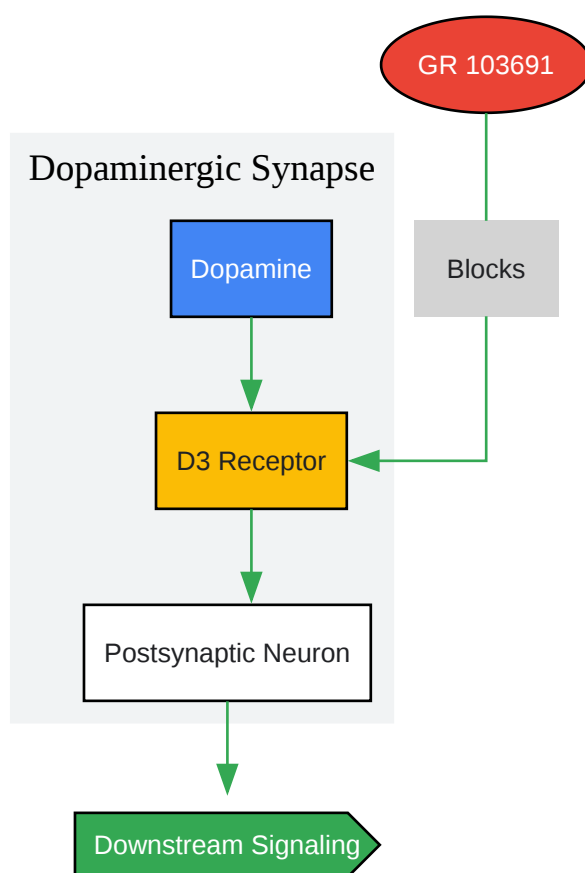 GR 103691
Dopaminergic Synapse
Dopamine
Blocks
D3 Receptor
Postsynaptic Neuron
Downstream Signaling